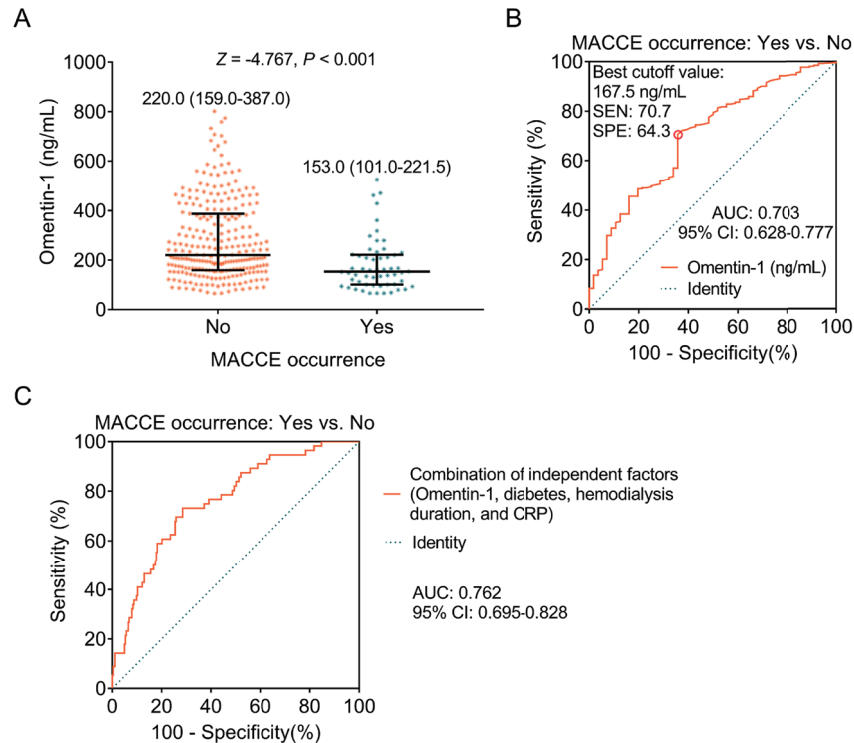 A
Z = -4.767, P < 0.001
1000
800
600
400
200
0
Omentin-1 (ng/mL)
220.0 (159.0-387.0)
153.0 (101.0-221.5)
No
Yes
MACCE occurrence
B
MACCE occurrence: Yes vs. No
100
80
60
40
20
0
Sensitivity (%)
Best cutoff value:
167.5 ng/mL
SEN: 70.7
SPE: 64.3
AUC: 0.703
95% CI: 0.628-0.777
Omentin-1 (ng/mL)
Identity
0
20
40
60
80
100
100 - Specificity(%)
C
MACCE occurrence: Yes vs. No
100
80
60
40
20
0
Sensitivity (%)
0
20
40
60
80
100
100 - Specificity(%)
Combination of independent factors
(Omentin-1, diabetes, hemodialysis
duration, and CRP)
Identity
AUC: 0.762
95% CI: 0.695-0.828